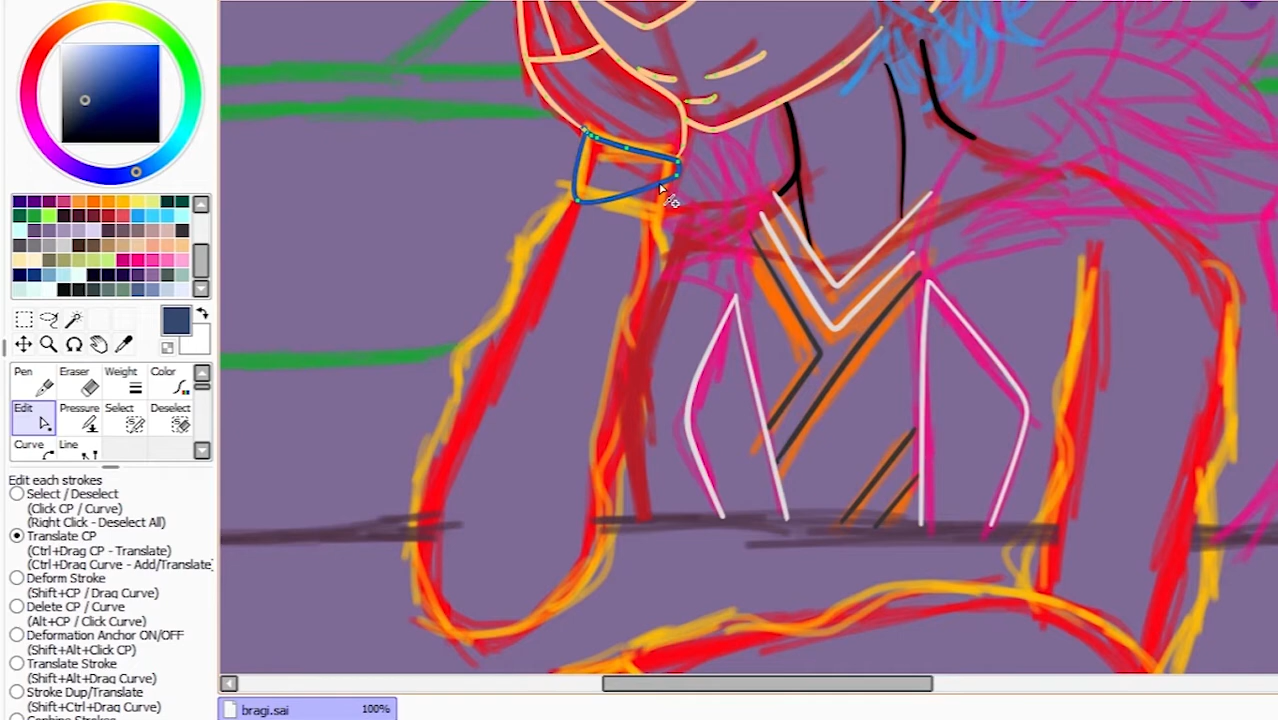 Pen Eraser Weight Color
Edit Pressure Select Deselect
Curve Line
Edit each strokes
Select / Deselect
(Click CP / Curve)
(Right Click - Deselect All)
Translate CP
(Ctrl+Drag CP - Translate)
(Ctrl+Drag Curve - Add/Translate)
Deform Stroke
(Shift+CP / Drag Curve)
Delete CP / Curve
(Alt+CP / Click Curve)
Deformation Anchor ON/OFF
(Shift+Alt+Click CP)
Translate Stroke
(Shift+Alt+Drag Curve)
Stroke Dup/Translate
(Shift+Ctrl+Drag Curve)
Combine Strokes
bragi.sai 100%